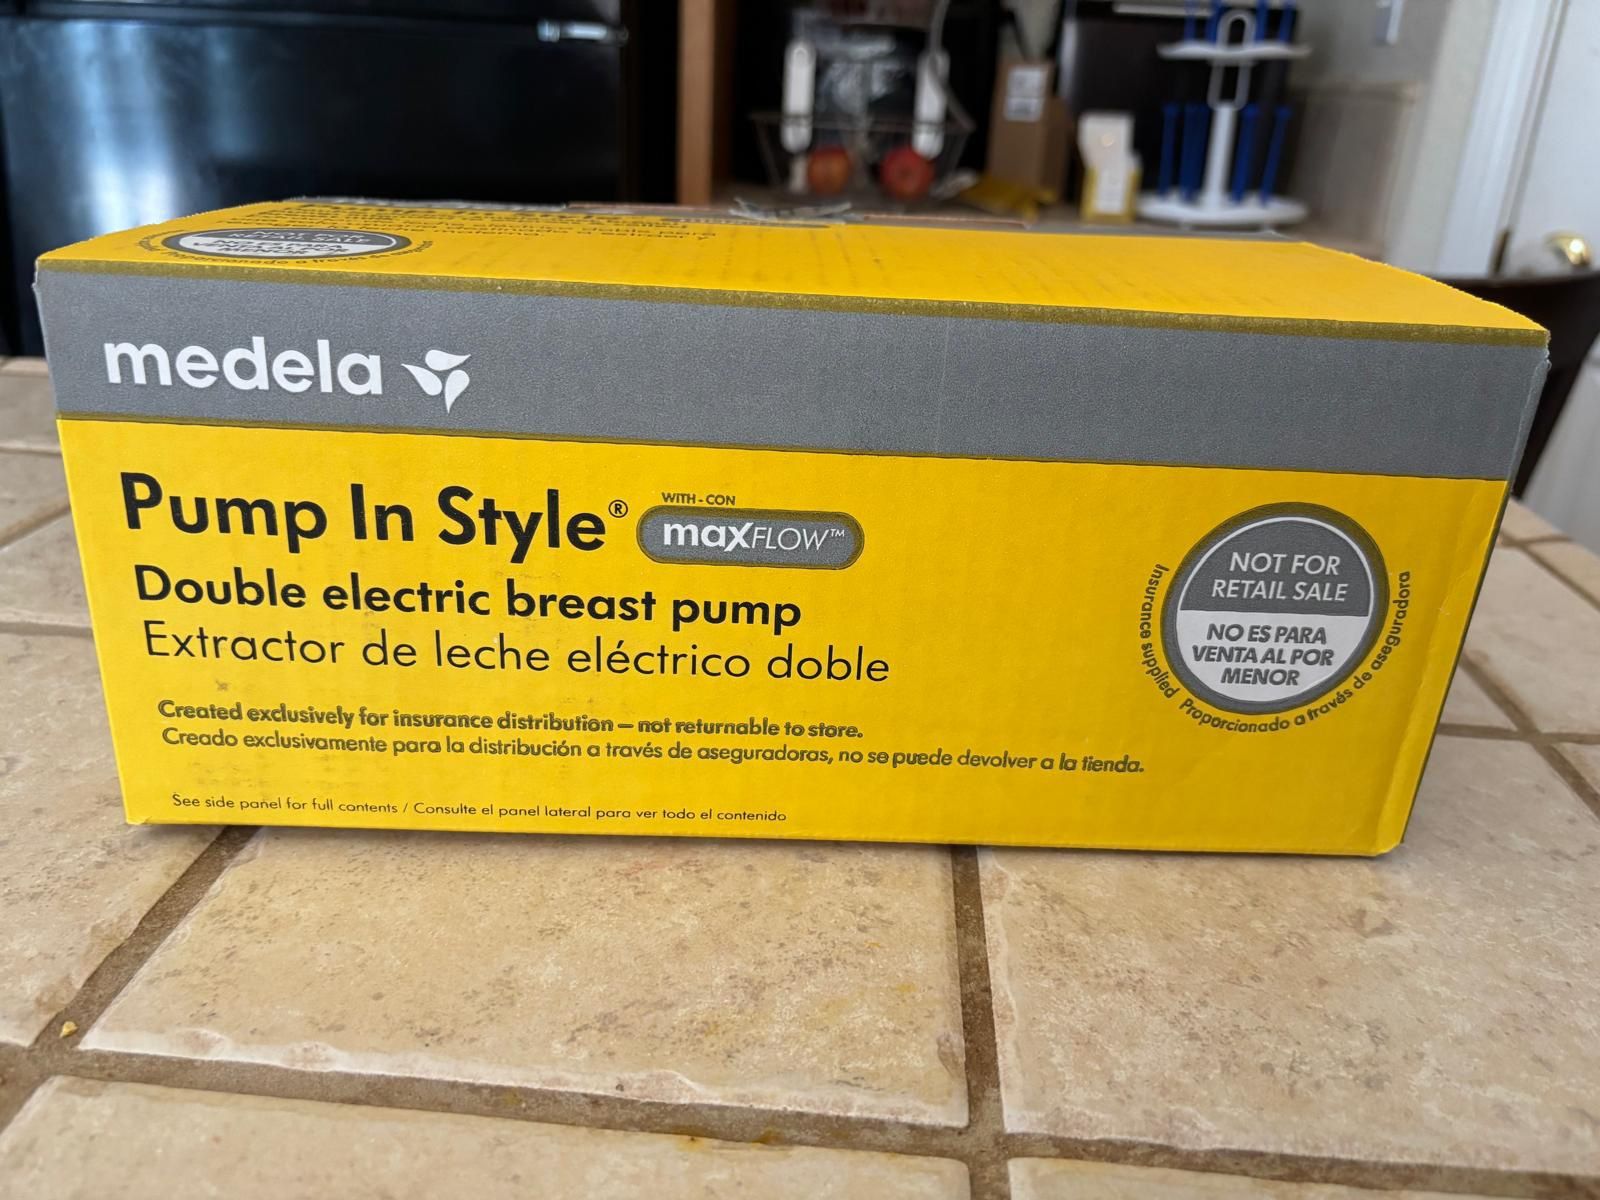 NO ES PARA
medela
Pump In Style®
WITH - CON
maxFLOW™
Double electric breast pump
Extractor de leche eléctrico doble
Created exclusively for insurance distribution – not returnable to store.
Creado exclusivamente para la distribución a través de aseguradoras, no se puede devolver a la tienda.
See side panel for full contents / Consulte el panel lateral para ver todo el contenido
NOT FOR
RETAIL SALE
NO ES PARA
VENTA AL POR
MENOR
Insurance supplied
Proporcionado a través de aseguradora